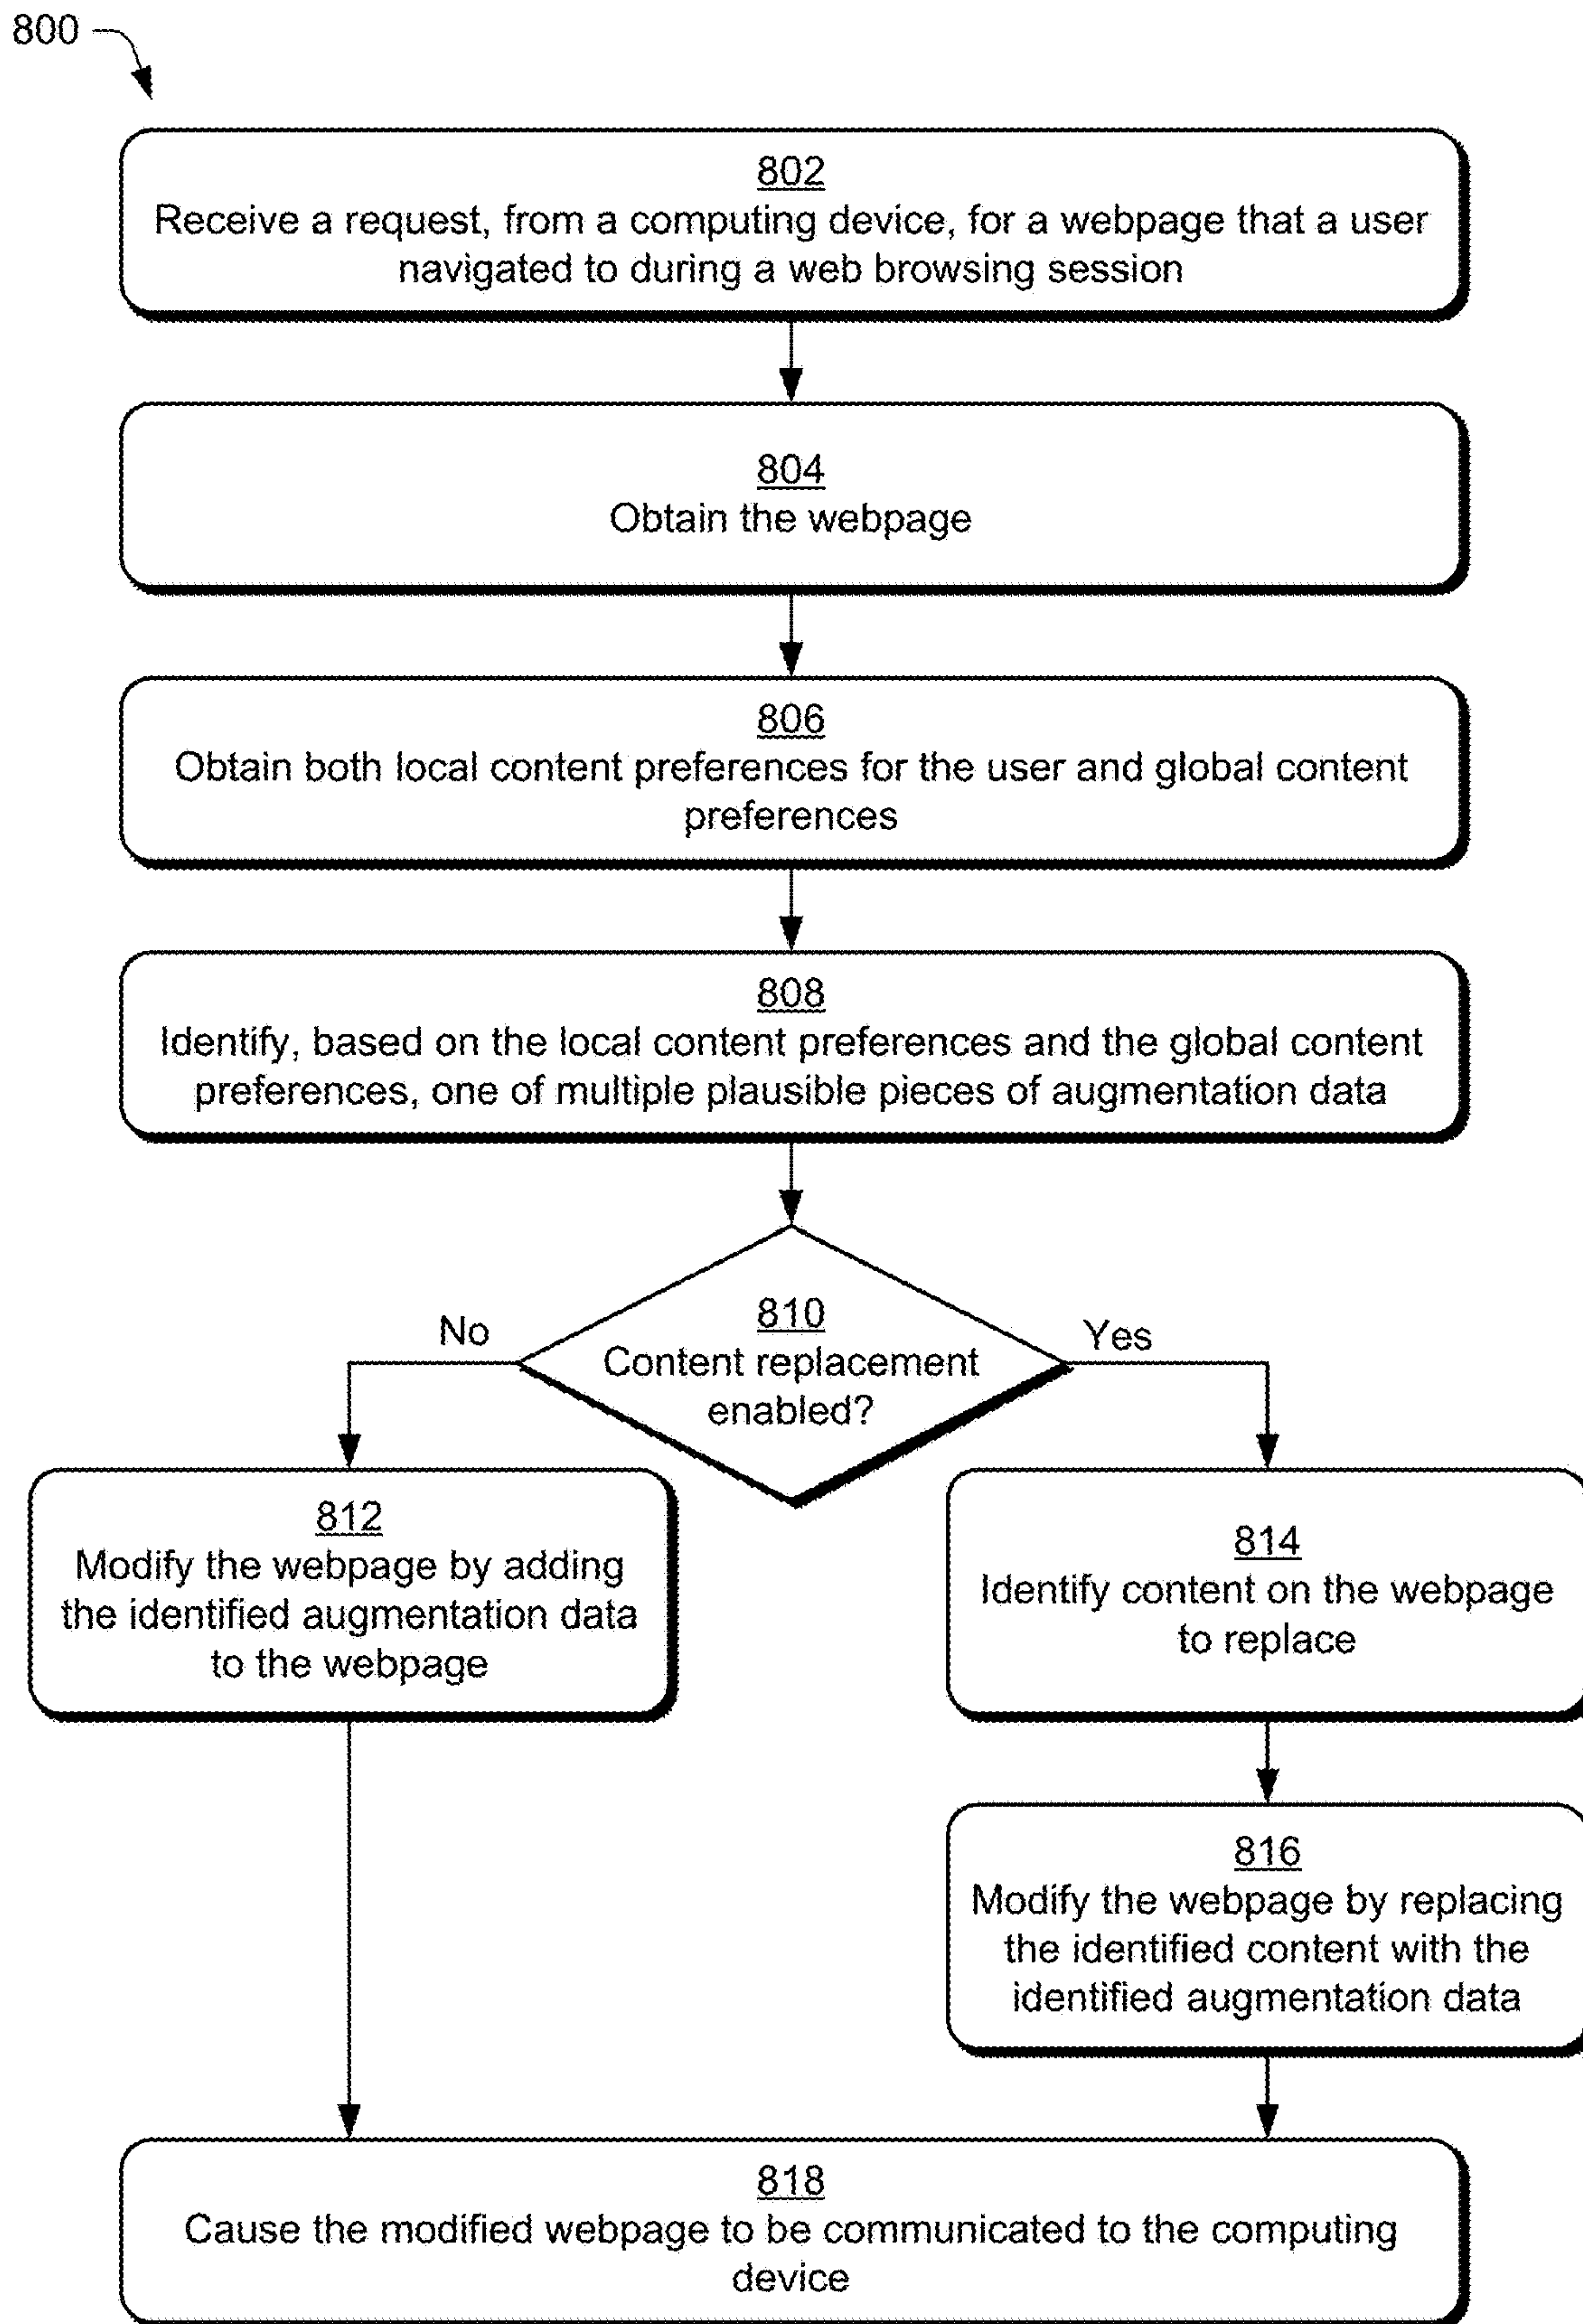 800
802
Receive a request, from a computing device, for a webpage that a user
navigated to during a web browsing session
804
Obtain the webpage
806
Obtain both local content preferences for the user and global content
preferences
808
Identify, based on the local content preferences and the global content
preferences, one of multiple plausible pieces of augmentation data
810
Content replacement
enabled?
No
Yes
812
Modify the webpage by adding
the identified augmentation data
to the webpage
814
Identify content on the webpage
to replace
816
Modify the webpage by replacing
the identified content with the
identified augmentation data
818
Cause the modified webpage to be communicated to the computing
device